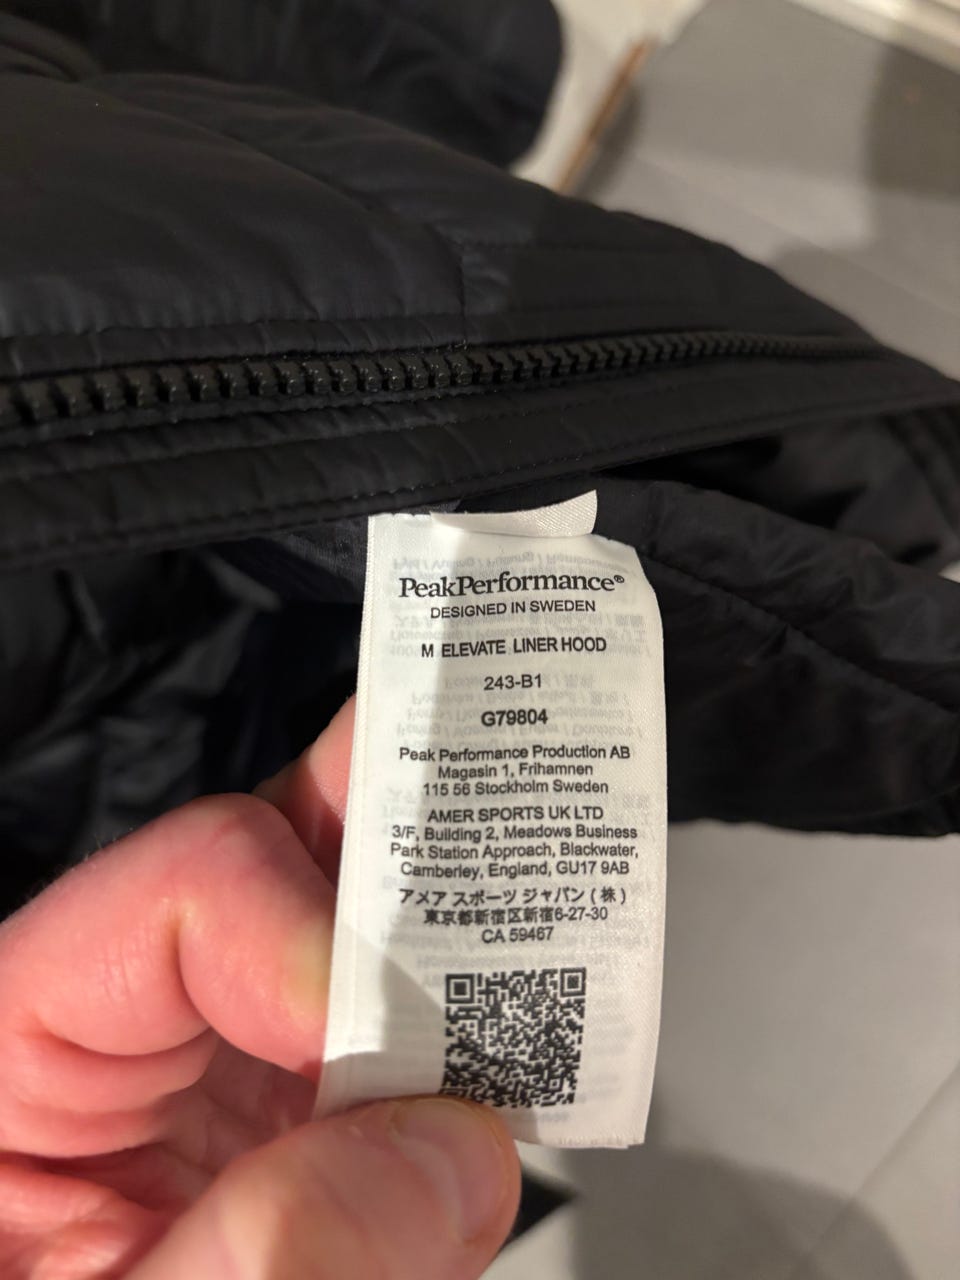 PeakPerformance®
DESIGNED IN SWEDEN
M ELEVATE LINER HOOD
243-B1
G79804
Peak Performance Production AB
Magasin 1, Frihamnen
115 56 Stockholm Sweden
AMER SPORTS UK LTD
3/F, Building 2, Meadows Business
Park Station Approach, Blackwater,
Camberley, England, GU17 9AB
アメア スポーツ ジャパン ( 株 )
東京都新宿区新宿6-27-30
CA 59467